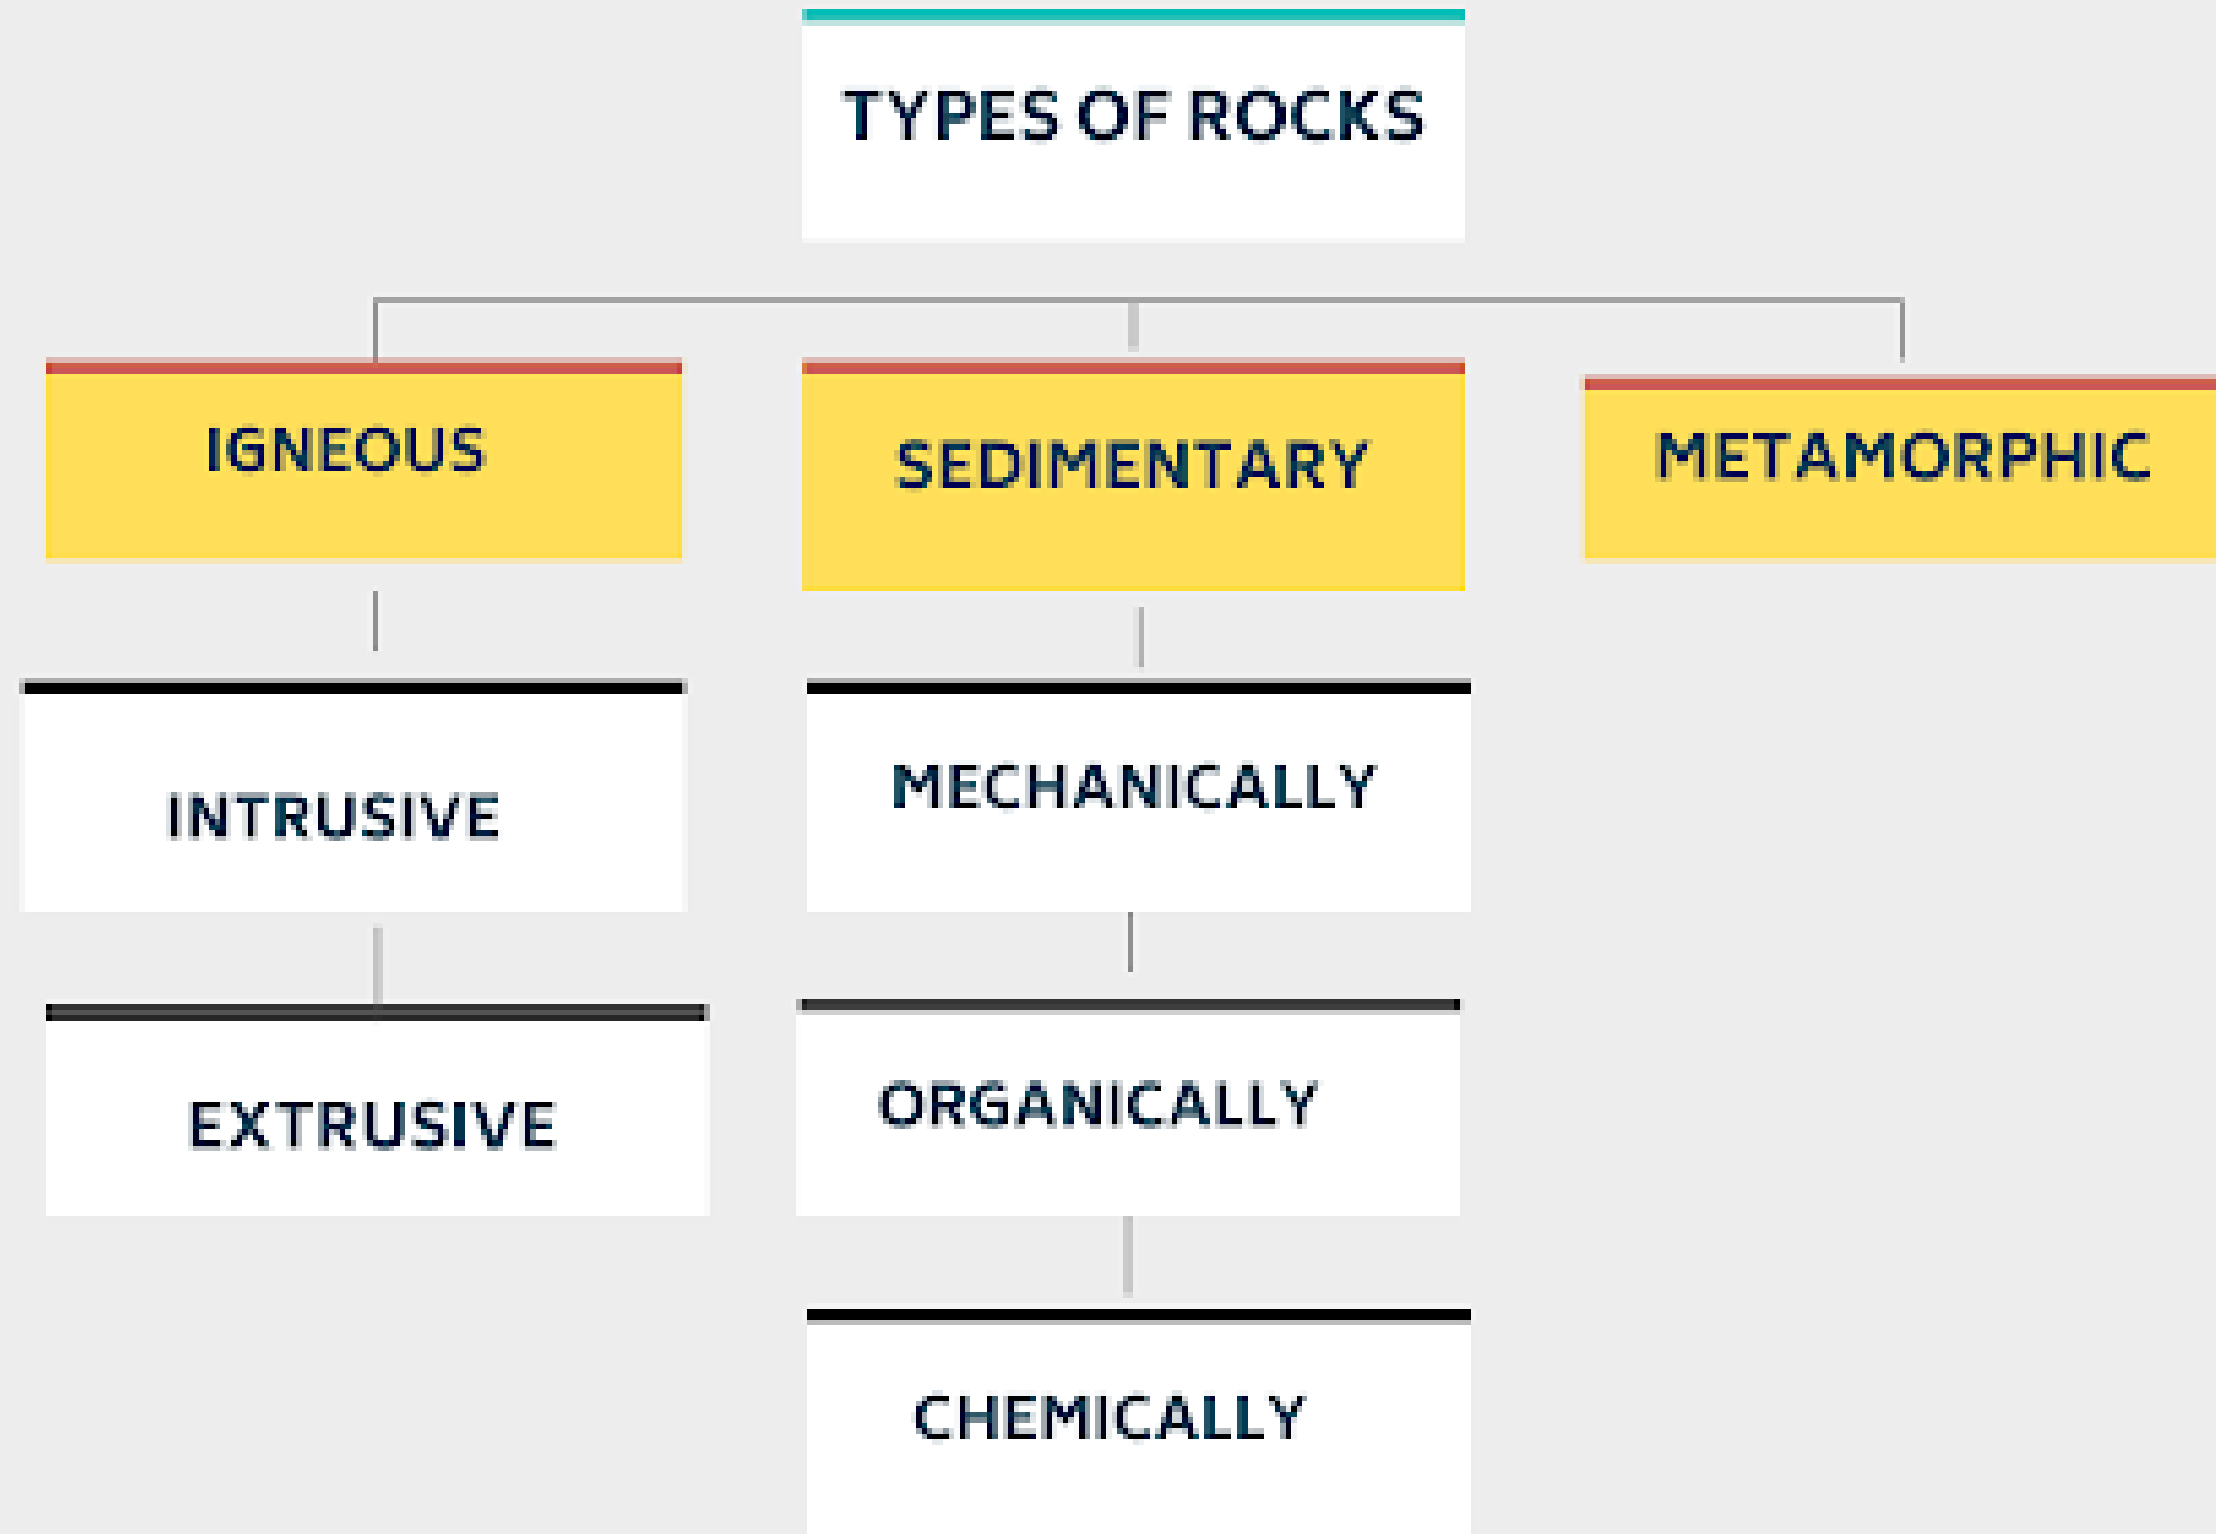 TYPES OF ROCKS
IGNEOUS
SEDIMENTARY
METAMORPHIC
INTRUSIVE
MECHANICALLY
EXTRUSIVE
ORGANICALLY
CHEMICALLY